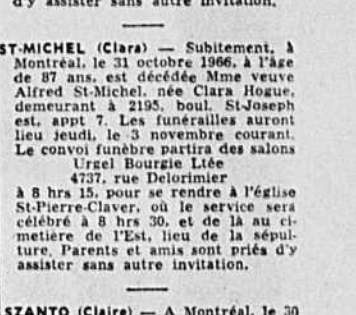 d'y assister sans autre invitation.
ST-MICHEL (Clara) — Subitement, à
Montréal, le 31 octobre 1966, à l'âge
de 87 ans, est décédée Mme veuve
Alfred St-Michel, née Clara Hogue,
demeurant à 2195, boul. St-Joseph
est, appt 7. Les funérailles auront
lieu jeudi, le 3 novembre courant.
Le convoi funèbre partira des salons
Urgel Bourgie Ltée
4737, rue Delorimier
à 8 hrs 15, pour se rendre à l'église
St-Pierre-Claver, où le service sera
célébré à 8 hrs 30, et de là au ci-
metière de l'Est, lieu de la sépul-
ture. Parents et amis sont priés d'y
assister sans autre invitation.
SZANTO (Claire) — A Montréal, le 30